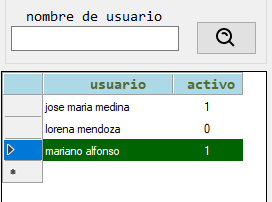 nombre de usuario
usuario activo
jose maria medina 1
lorena mendoza 0
mariano alfonso 1
*